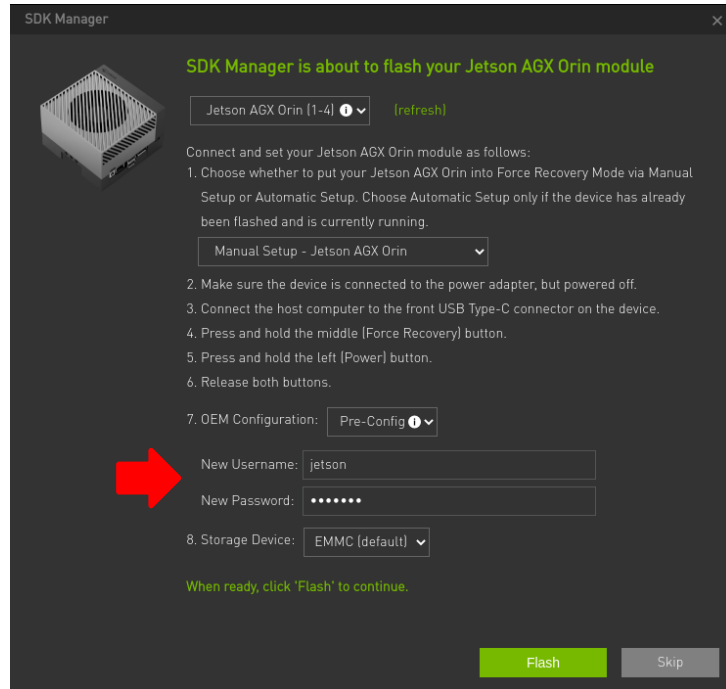 SDK Manager
SDK Manager is about to flash your Jetson AGX Orin module
Jetson AGX Orin [1-4]
[refresh]
Connect and set your Jetson AGX Orin module as follows:
1. Choose whether to put your Jetson AGX Orin into Force Recovery Mode via Manual
Setup or Automatic Setup. Choose Automatic Setup only if the device has already
been flashed and is currently running.
Manual Setup - Jetson AGX Orin
2. Make sure the device is connected to the power adapter, but powered off.
3. Connect the host computer to the front USB Type-C connector on the device.
4. Press and hold the middle (Force Recovery) button.
5. Press and hold the left (Power) button.
6. Release both buttons.
7. OEM Configuration: Pre-Config
New Username: jetson
New Password: •••••••
8. Storage Device: EMMC (default)
When ready, click 'Flash' to continue.
Flash
Skip